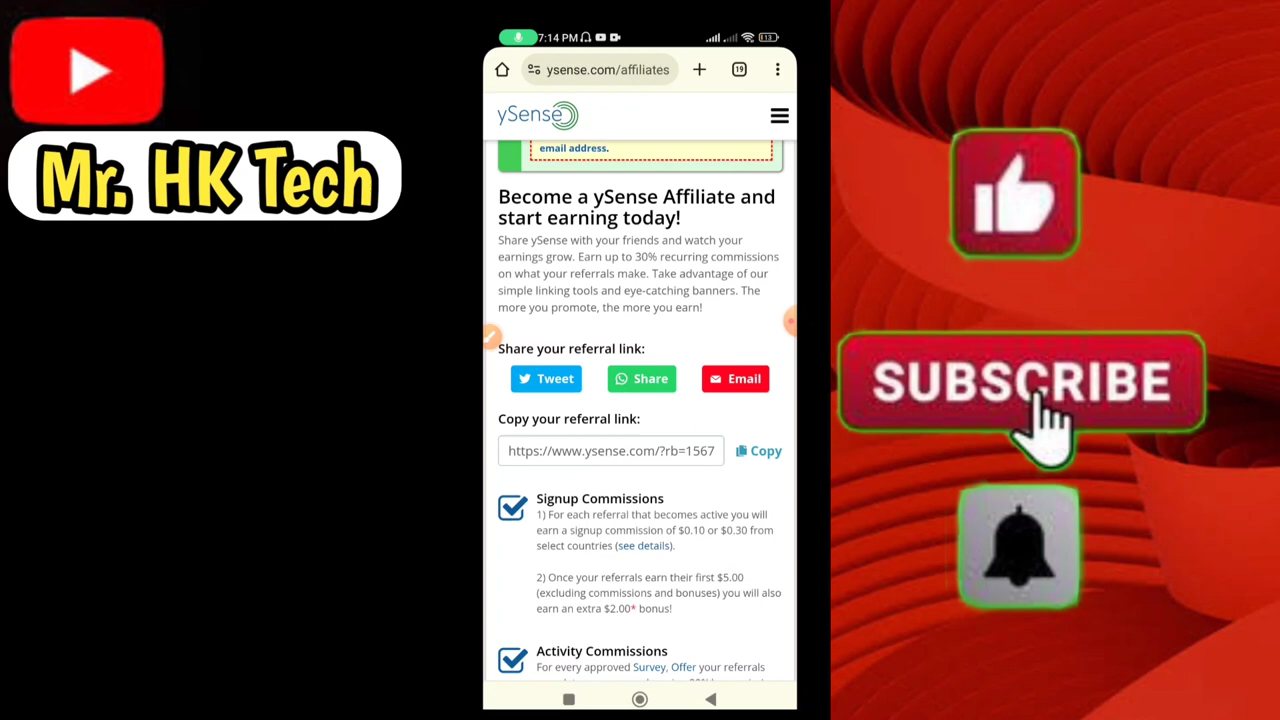 Mr. HK Tech
7:14 PM
13
ysense.com/affiliates
19
ySense
email address.
Become a ySense Affiliate and
start earning today!
Share ySense with your friends and watch your
earnings grow. Earn up to 30% recurring commissions
on what your referrals make. Take advantage of our
simple linking tools and eye-catching banners. The
more you promote, the more you earn!
Share your referral link:
Tweet
Share
Email
Copy your referral link:
https://www.ysense.com/?rb=1567
Copy
Signup Commissions
1) For each referral that becomes active you will
earn a signup commission of $0.10 or $0.30 from
select countries (see details).
2) Once your referrals earn their first $5.00
(excluding commissions and bonuses) you will also
earn an extra $2.00* bonus!
Activity Commissions
For every approved Survey, Offer your referrals
SUBSCRIBE